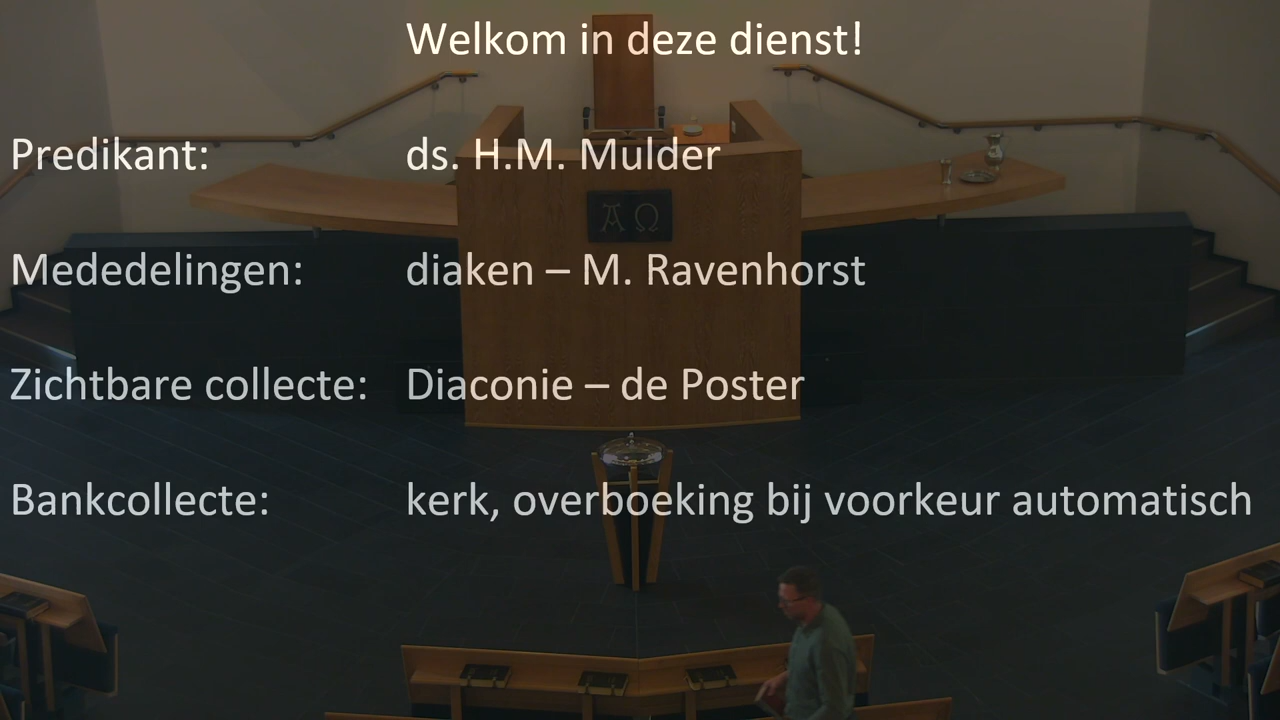 Welkom in deze dienst!
Predikant: ds. H.M. Mulder
Mededelingen: diaken – M. Ravenhorst
Zichtbare collecte: Diaconie – de Poster
Bankcollecte: kerk, overboeking bij voorkeur automatisch
Α Ω